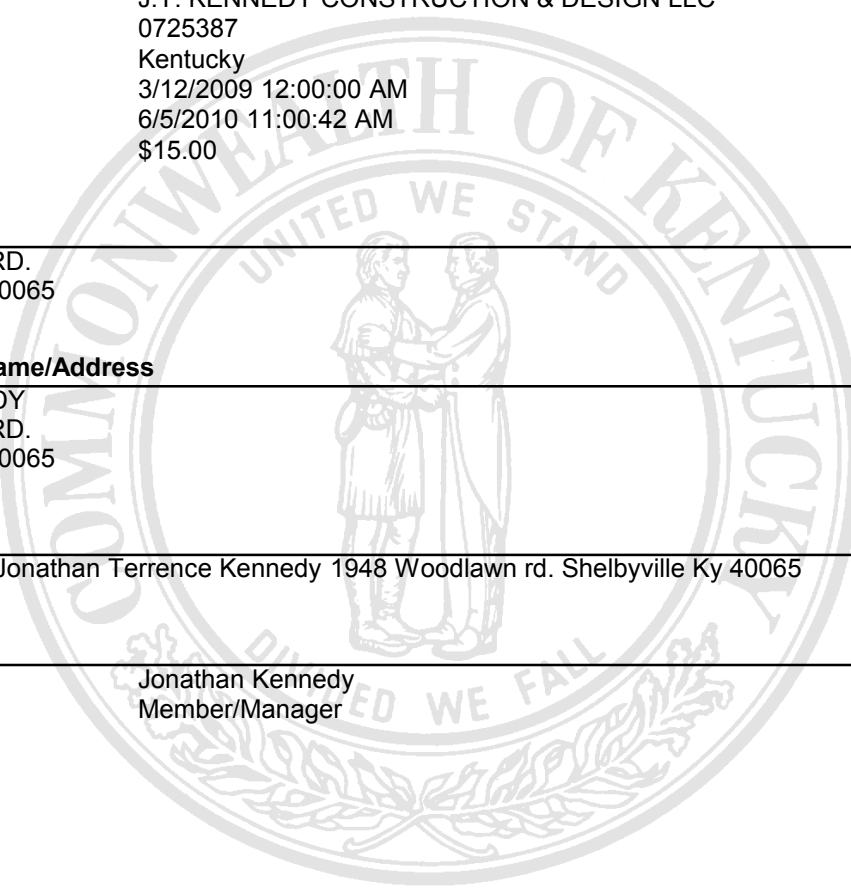 J.T. KENNEDY CONSTRUCTION & DESIGN LLC
0725387
Kentucky
3/12/2009 12:00:00 AM
6/5/2010 11:00:42 AM
$15.00
COMMONWEALTH OF KENTUCKY
UNITED WE STAND
RD.
0065
ame/Address
DY
RD.
0065
Jonathan Terrence Kennedy 1948 Woodlawn rd. Shelbyville Ky 40065
Jonathan Kennedy
Member/Manager
DIVIDED WE FALL